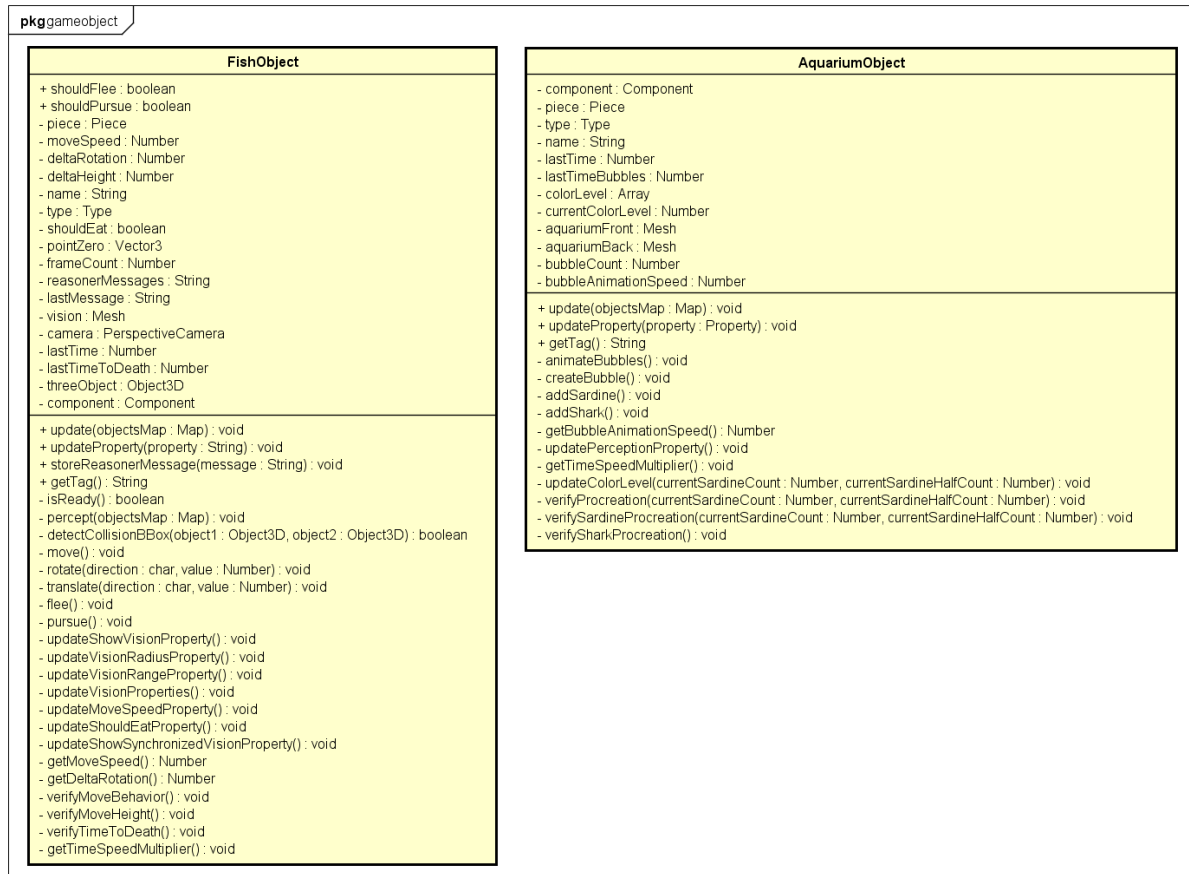 pkg gameobject
FishObject
+ shouldFlee : boolean
+ shouldPursue : boolean
- piece : Piece
- moveSpeed : Number
- deltaRotation : Number
- deltaHeight : Number
- name : String
- type : Type
- shouldEat : boolean
- pointZero : Vector3
- frameCount : Number
- reasonerMessages : String
- lastMessage : String
- vision : Mesh
- camera : PerspectiveCamera
- lastTime : Number
- lastTimeToDeath : Number
- threeObject : Object3D
- component : Component
+ update(objectsMap : Map) : void
+ updateProperty(property : String) : void
+ storeReasonerMessage(message : String) : void
+ getTag() : String
- isReady() : boolean
- percept(objectsMap : Map) : void
- detectCollisionBBox(object1 : Object3D, object2 : Object3D) : boolean
- move() : void
- rotate(direction : char, value : Number) : void
- translate(direction : char, value : Number) : void
- flee() : void
- pursue() : void
- updateShowVisionProperty() : void
- updateVisionRadiusProperty() : void
- updateVisionRangeProperty() : void
- updateVisionProperties() : void
- updateMoveSpeedProperty() : void
- updateShouldEatProperty() : void
- updateShowSynchronizedVisionProperty() : void
- getMoveSpeed() : Number
- getDeltaRotation() : Number
- verifyMoveBehavior() : void
- verifyMoveHeight() : void
- verifyTimeToDeath() : void
- getTimeSpeedMultiplier() : void
AquariumObject
- component : Component
- piece : Piece
- type : Type
- name : String
- lastTime : Number
- lastTimeBubbles : Number
- colorLevel : Array
- currentColorLevel : Number
- aquariumFront : Mesh
- aquariumBack : Mesh
- bubbleCount : Number
- bubbleAnimationSpeed : Number
+ update(objectsMap : Map) : void
+ updateProperty(property : Property) : void
+ getTag() : String
- animateBubbles() : void
- createBubble() : void
- addSardine() : void
- addShark() : void
- getBubbleAnimationSpeed() : Number
- updatePerceptionProperty() : void
- getTimeSpeedMultiplier() : void
- updateColorLevel(currentSardineCount : Number, currentSardineHalfCount : Number) : void
- verifyProcreation(currentSardineCount : Number, currentSardineHalfCount : Number) : void
- verifySardineProcreation(currentSardineCount : Number, currentSardineHalfCount : Number) : void
- verifySharkProcreation() : void